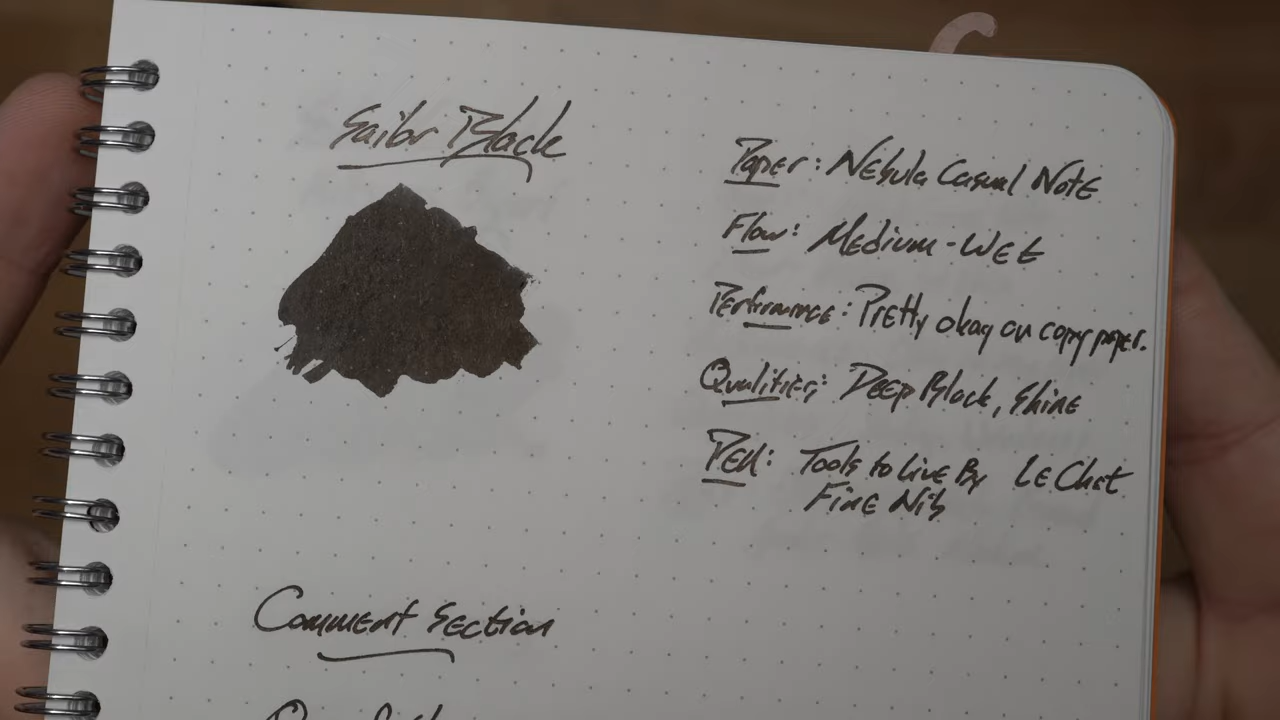 Sailor Black
Paper: Nebula Casual Note
Flow: Medium-Wet
Performance: Pretty okay on copy paper.
Qualities: Deep Black, Shine
Pen: Tools to Live By Le Chat
Fine Nib
Comment Section